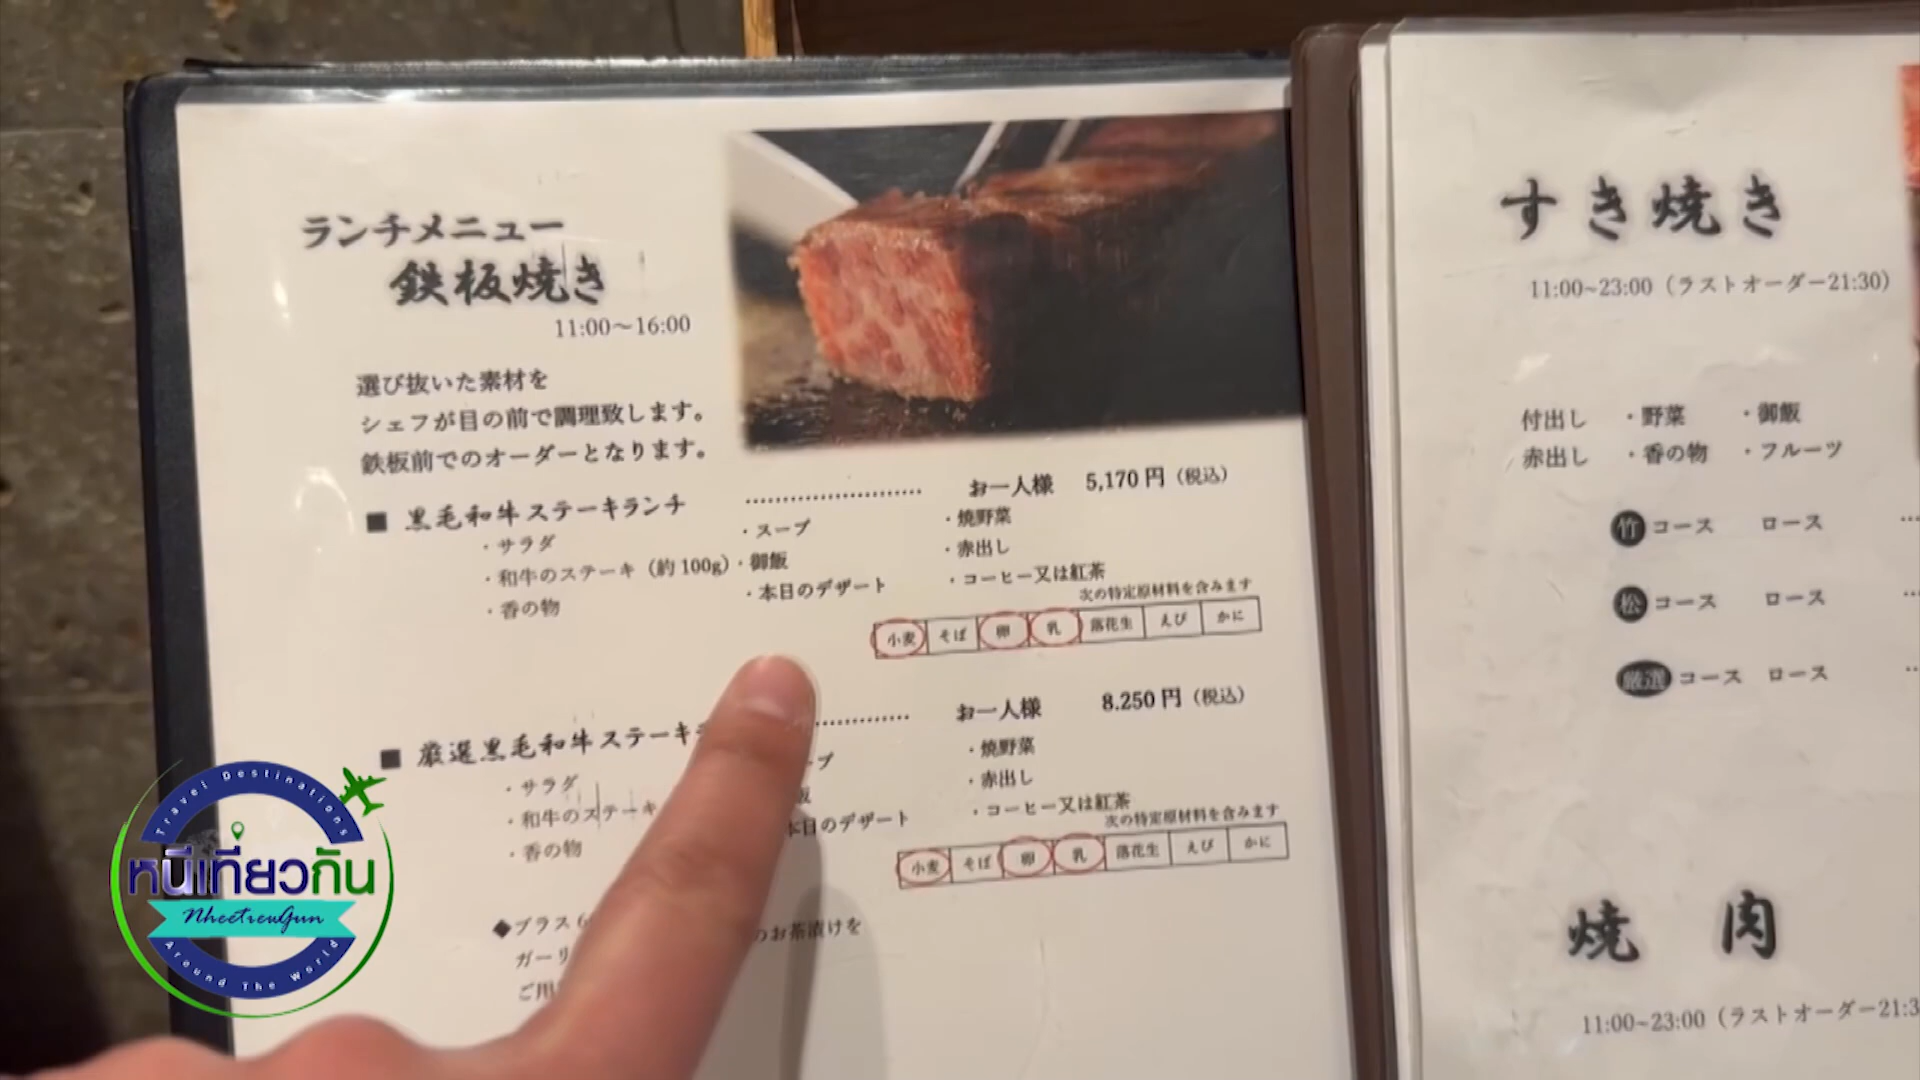 ランチメニュー
鉄板焼き
11:00～16:00
選び抜いた素材を
シェフが目の前で調理致します。
鉄板前でのオーダーとなります。
■ 黒毛和牛ステーキランチ ........................ お一人様 5,170円(税込)
・サラダ ・スープ ・焼野菜
・和牛のステーキ (約100g) ・御飯 ・赤出し
・香の物 ・本日のデザート ・コーヒー又は紅茶
次の特定原材料を含みます
小麦 そば 卵 乳 落花生 えび かに
■ 厳選黒毛和牛ステーキ お一人様 8.250円(税込)
・サラダ ープ ・焼野菜
・和牛のステーキ 飯 ・赤出し
・香の物 本日のデザート ・コーヒー又は紅茶
次の特定原材料を含みます
小麦 そば 卵 乳 落花生 えび かに
◆プラス のお茶漬けを
ガーリ
ご用
すき焼き
11:00~23:00（ラストオーダー21:30）
付出し ・野菜 ・御飯
赤出し ・香の物 ・フルーツ
竹 コース ロース
松 コース ロース
厳選 コース ロース
焼 肉
11:00~23:00（ラストオーダー21:3
Travel Destinations
หนีเที่ยวกัน
NheetieuGun
Around The World